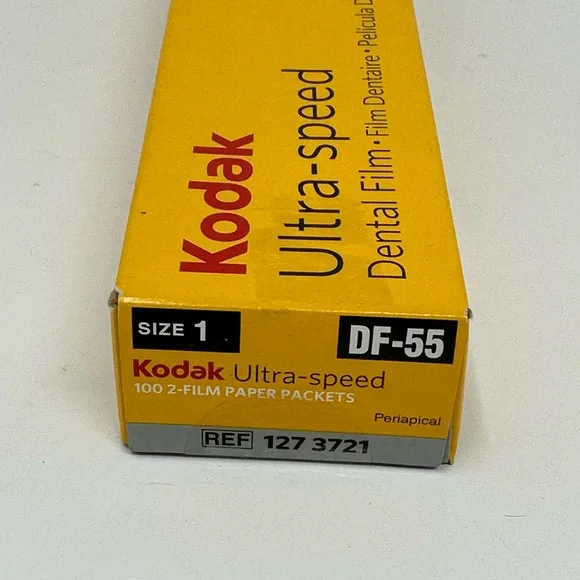 Kodak
Ultra-speed
Dental Film • Film Dentaire • Película
SIZE 1
DF-55
Kodak Ultra-speed
100 2-FILM PAPER PACKETS
Periapical
REF 127 3721